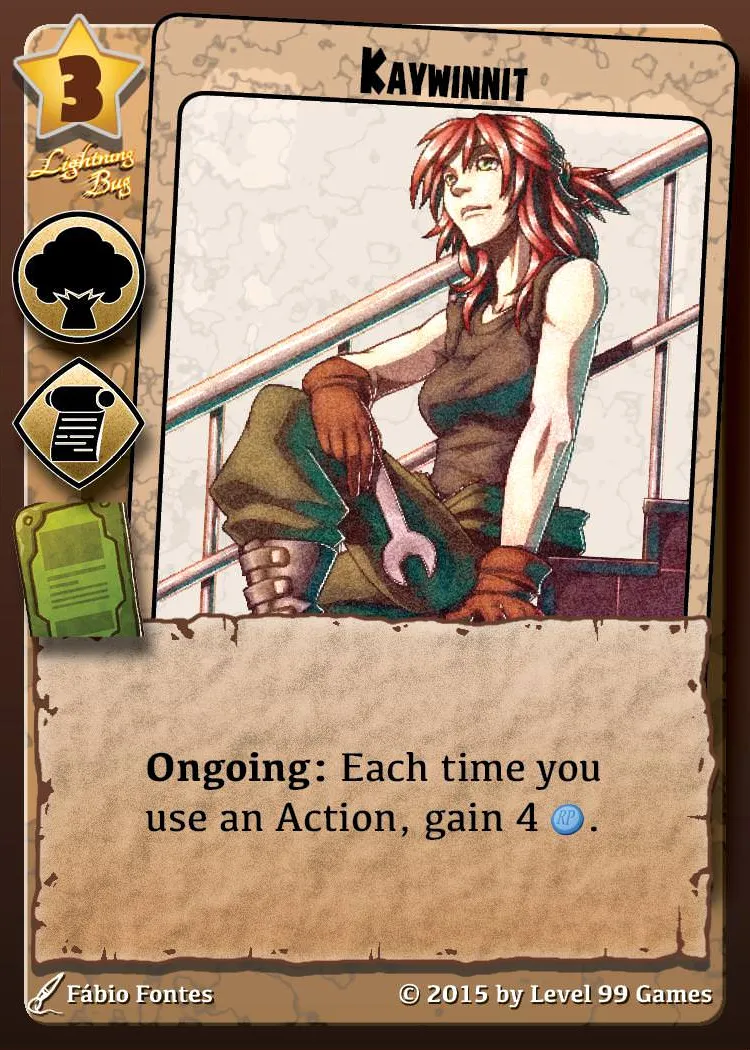 3
Kaywinnit
Lightning
Bug
Ongoing: Each time you
use an Action, gain 4 RP.
Fábio Fontes
© 2015 by Level 99 Games